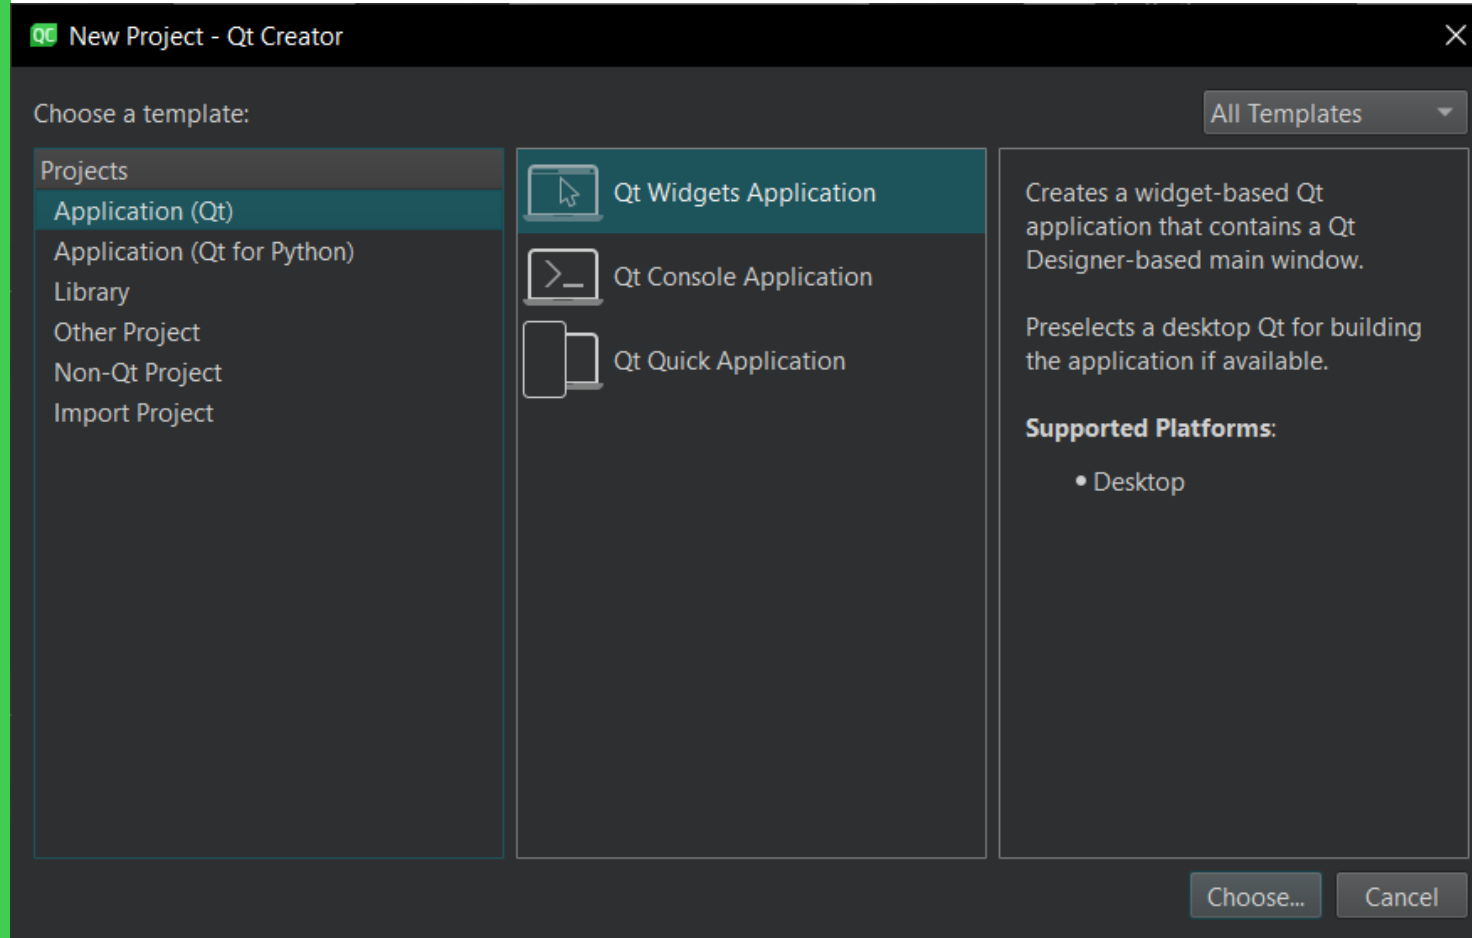 QC New Project - Qt Creator
Choose a template:
All Templates
Projects
Application (Qt)
Application (Qt for Python)
Library
Other Project
Non-Qt Project
Import Project
Qt Widgets Application
Qt Console Application
Qt Quick Application
Creates a widget-based Qt
application that contains a Qt
Designer-based main window.
Preselects a desktop Qt for building
the application if available.
Supported Platforms:
• Desktop
Choose...
Cancel